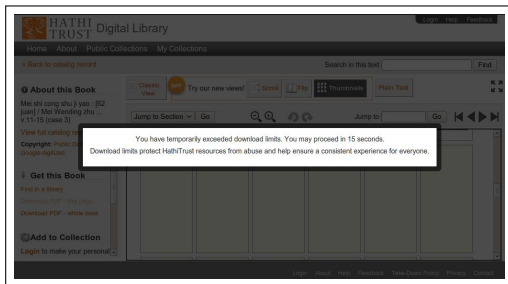 HATHI TRUST Digital Library
Login Help Feedback
Home About Public Collections My Collections
Search in this text Find
« Back to catalog record
About this Book
Mei shi cong shu ji yao : [62
juan] / Mei Wending zhu ...
v.11-15 (case 3)
View full catalog rec
Copyright: Public D
Google-digitized.
Classic View
Try our new views!
Scroll Flip Thumbnails Plain Text
Jump to Section Go Jump to Go
You have temporarily exceeded download limits. You may proceed in 15 seconds.
Download limits protect HathiTrust resources from abuse and help ensure a consistent experience for everyone.
Get this Book
Find in a library
Download PDF - this page
Download PDF - whole book
Add to Collection
Login to make your personal
Login About Help Feedback Take-Down Policy Privacy Contact